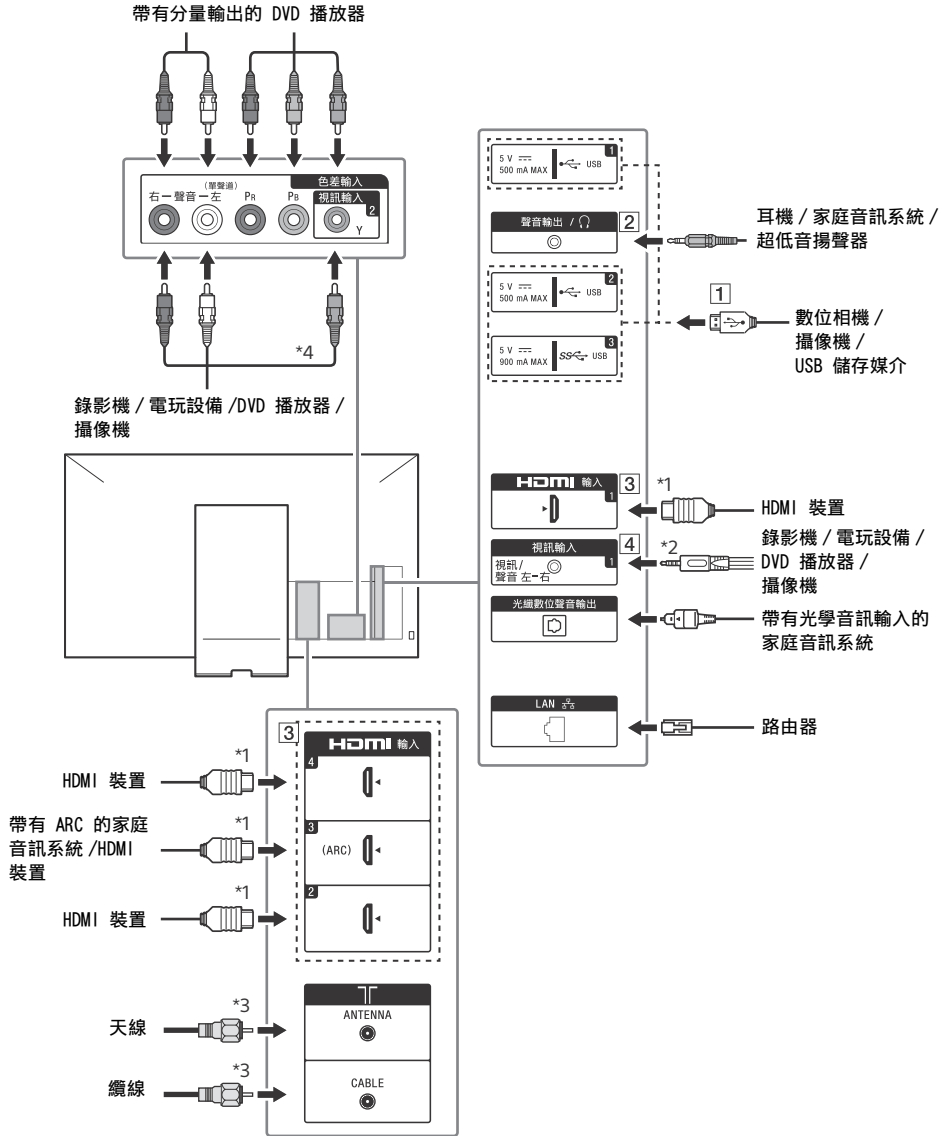 帶有分量輸出的 DVD 播放器
色差輸入
(單聲道)
右ー聲音ー左
PR
PB
視訊輸入
2
Y
*4
錄影機 / 電玩設備 /DVD 播放器 /
攝像機
1
5 V
500 mA MAX
USB
聲音輸出 /
2
耳機 / 家庭音訊系統 /
超低音揚聲器
2
5 V
500 mA MAX
USB
1
數位相機 /
攝像機 /
USB 儲存媒介
3
5 V
900 mA MAX
SS
USB
HDMI 輸入
1
3
*1
HDMI 裝置
視訊輸入
視訊 /
聲音 左ー右
1
4
*2
錄影機 / 電玩設備 /
DVD 播放器 /
攝像機
光纖數位聲音輸出
帶有光學音訊輸入的
家庭音訊系統
LAN
路由器
3
HDMI 輸入
HDMI 裝置
*1
4
帶有 ARC 的家庭
音訊系統 /HDMI
裝置
*1
3
(ARC)
HDMI 裝置
*1
2
天線
*3
ANTENNA
纜線
*3
CABLE